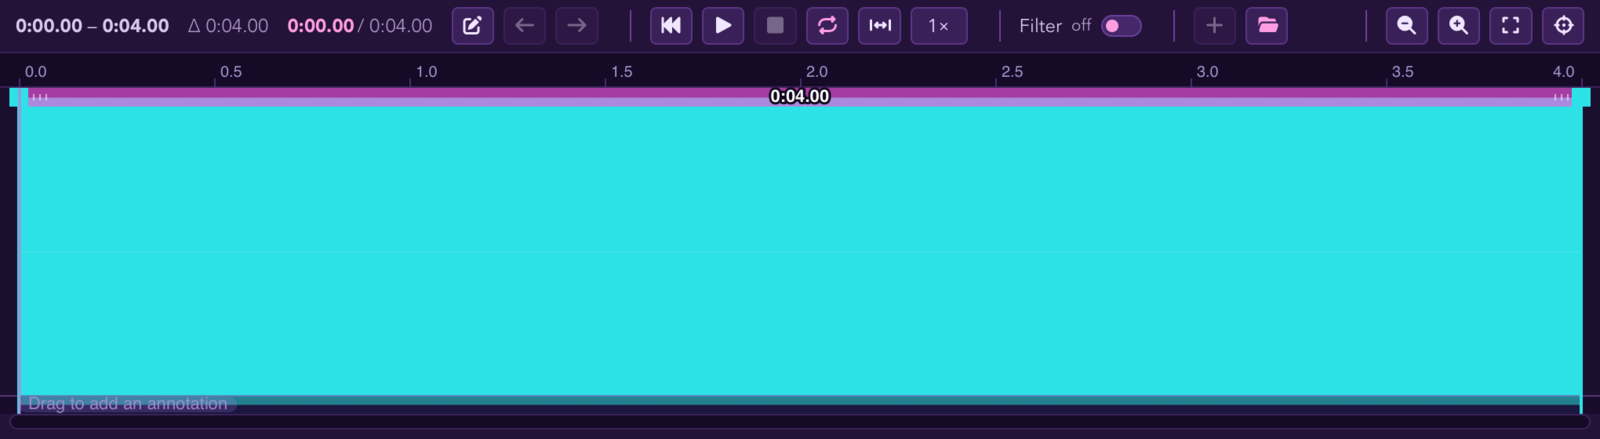 0:00.00 – 0:04.00 Δ 0:04.00 0:00.00 / 0:04.00 1× Filter off
0.0 0.5 1.0 1.5 2.0 2.5 3.0 3.5 4.0
0:04.00
Drag to add an annotation